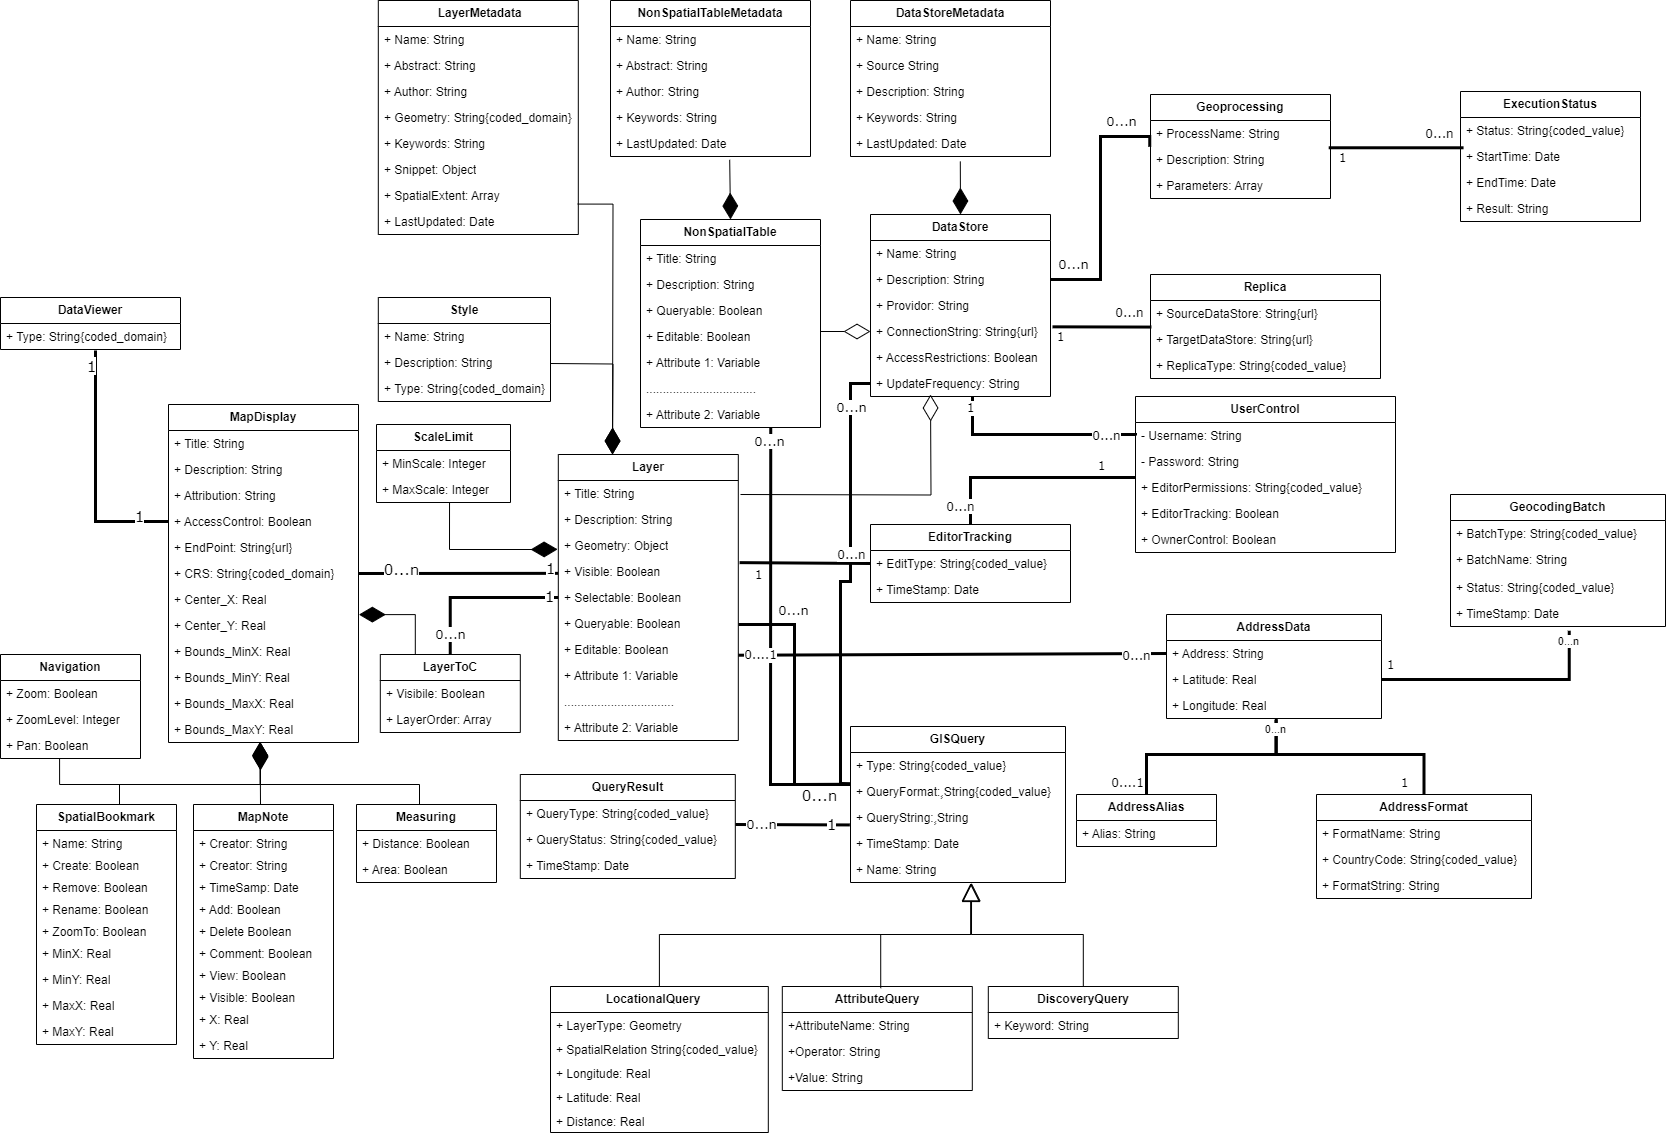 LayerMetadata
+ Name: String
+ Abstract: String
+ Author: String
+ Geometry: String{coded_domain}
+ Keywords: String
+ Snippet: Object
+ SpatialExtent: Array
+ LastUpdated: Date
NonSpatialTableMetadata
+ Name: String
+ Abstract: String
+ Author: String
+ Keywords: String
+ LastUpdated: Date
DataStoreMetadata
+ Name: String
+ Source String
+ Description: String
+ Keywords: String
+ LastUpdated: Date
Geoprocessing
+ ProcessName: String
+ Description: String
+ Parameters: Array
0...n
1
0...n
ExecutionStatus
+ Status: String{coded_value}
+ StartTime: Date
+ EndTime: Date
+ Result: String
NonSpatialTable
+ Title: String
+ Description: String
+ Queryable: Boolean
+ Editable: Boolean
+ Attribute 1: Variable
...................................
+ Attribute 2: Variable
0...n
DataStore
+ Name: String
+ Description: String
+ Providor: String
+ ConnectionString: String{url}
+ AccessRestrictions: Boolean
+ UpdateFrequency: String
0...n
0...n
1
0...n
1
Replica
+ SourceDataStore: String{url}
+ TargetDataStore: String{url}
+ ReplicaType: String{coded_value}
DataViewer
+ Type: String{coded_domain}
1
1
Style
+ Name: String
+ Description: String
+ Type: String{coded_domain}
ScaleLimit
+ MinScale: Integer
+ MaxScale: Integer
MapDisplay
+ Title: String
+ Description: String
+ Attribution: String
+ AccessControl: Boolean
+ EndPoint: String{url}
+ CRS: String{coded_domain}
+ Center_X: Real
+ Center_Y: Real
+ Bounds_MinX: Real
+ Bounds_MinY: Real
+ Bounds_MaxX: Real
+ Bounds_MaxY: Real
0...n
1
1
0...n
Layer
+ Title: String
+ Description: String
+ Geometry: Object
+ Visible: Boolean
+ Selectable: Boolean
+ Queryable: Boolean
+ Editable: Boolean
+ Attribute 1: Variable
...................................
+ Attribute 2: Variable
1
0...n
0...n
0....1
0...n
UserControl
- Username: String
- Password: String
+ EditorPermissions: String{coded_value}
+ EditorTracking: Boolean
+ OwnerControl: Boolean
0...n
1
0...n
EditorTracking
+ EditType: String{coded_value}
+ TimeStamp: Date
GeocodingBatch
+ BatchType: String{coded_value}
+ BatchName: String
+ Status: String{coded_value}
+ TimeStamp: Date
0...n
1
AddressData
+ Address: String
+ Latitude: Real
+ Longitude: Real
0...n
0....1
1
AddressAlias
+ Alias: String
AddressFormat
+ FormatName: String
+ CountryCode: String{coded_value}
+ FormatString: String
Navigation
+ Zoom: Boolean
+ ZoomLevel: Integer
+ Pan: Boolean
LayerToC
+ Visibile: Boolean
+ LayerOrder: Array
SpatialBookmark
+ Name: String
+ Create: Boolean
+ Remove: Boolean
+ Rename: Boolean
+ ZoomTo: Boolean
+ MinX: Real
+ MinY: Real
+ MaxX: Real
+ MaxY: Real
MapNote
+ Creator: String
+ Creator: String
+ TimeSamp: Date
+ Add: Boolean
+ Delete Boolean
+ Comment: Boolean
+ View: Boolean
+ Visible: Boolean
+ X: Real
+ Y: Real
Measuring
+ Distance: Boolean
+ Area: Boolean
QueryResult
+ QueryType: String{coded_value}
+ QueryStatus: String{coded_value}
+ TimeStamp: Date
0...n
1
0...n
GISQuery
+ Type: String{coded_value}
+ QueryFormat:,String{coded_value}
+ QueryString:,String
+ TimeStamp: Date
+ Name: String
LocationalQuery
+ LayerType: Geometry
+ SpatialRelation String{coded_value}
+ Longitude: Real
+ Latitude: Real
+ Distance: Real
AttributeQuery
+AttributeName: String
+Operator: String
+Value: String
DiscoveryQuery
+ Keyword: String